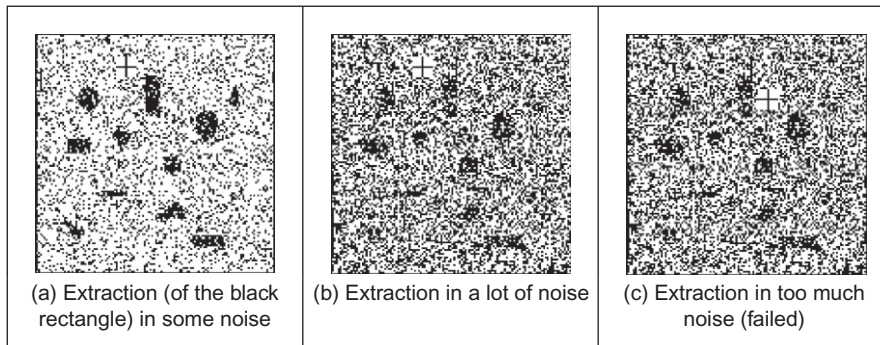 (a) Extraction (of the black
rectangle) in some noise
(b) Extraction in a lot of noise
(c) Extraction in too much
noise (failed)